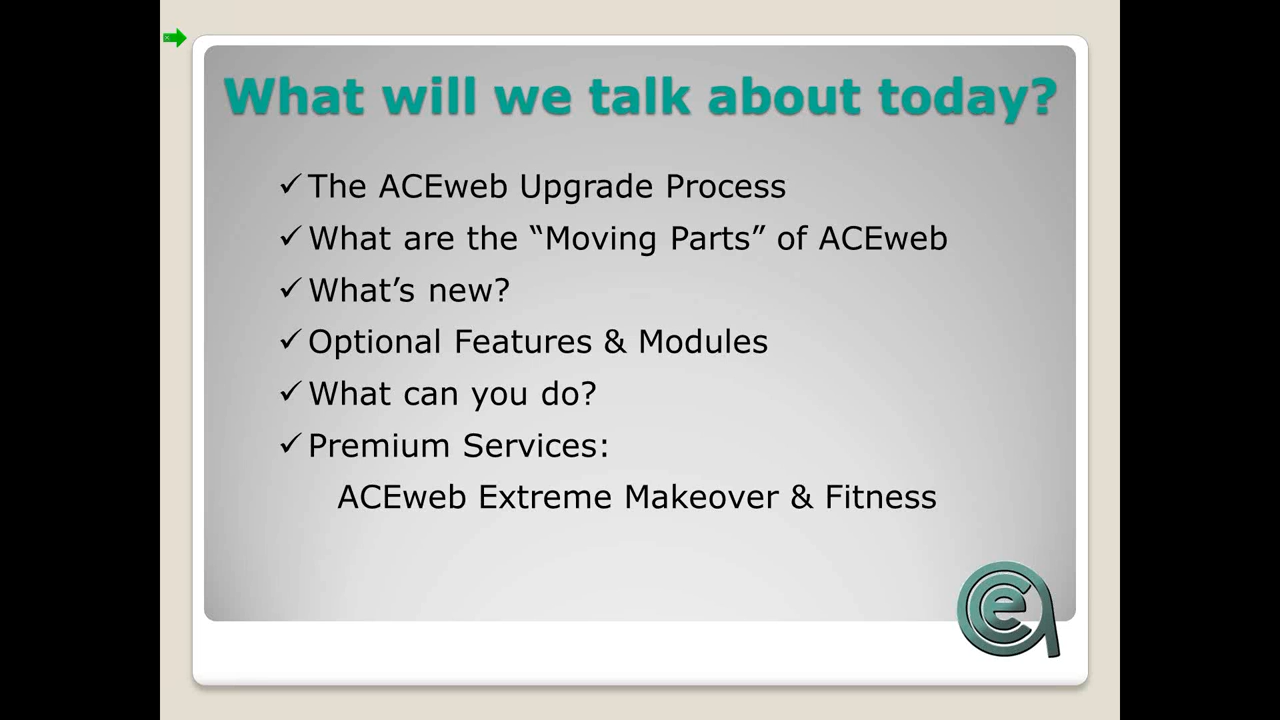 What will we talk about today?
✓ The ACEweb Upgrade Process
✓ What are the “Moving Parts” of ACEweb
✓ What’s new?
✓ Optional Features & Modules
✓ What can you do?
✓ Premium Services:
ACEweb Extreme Makeover & Fitness
ace